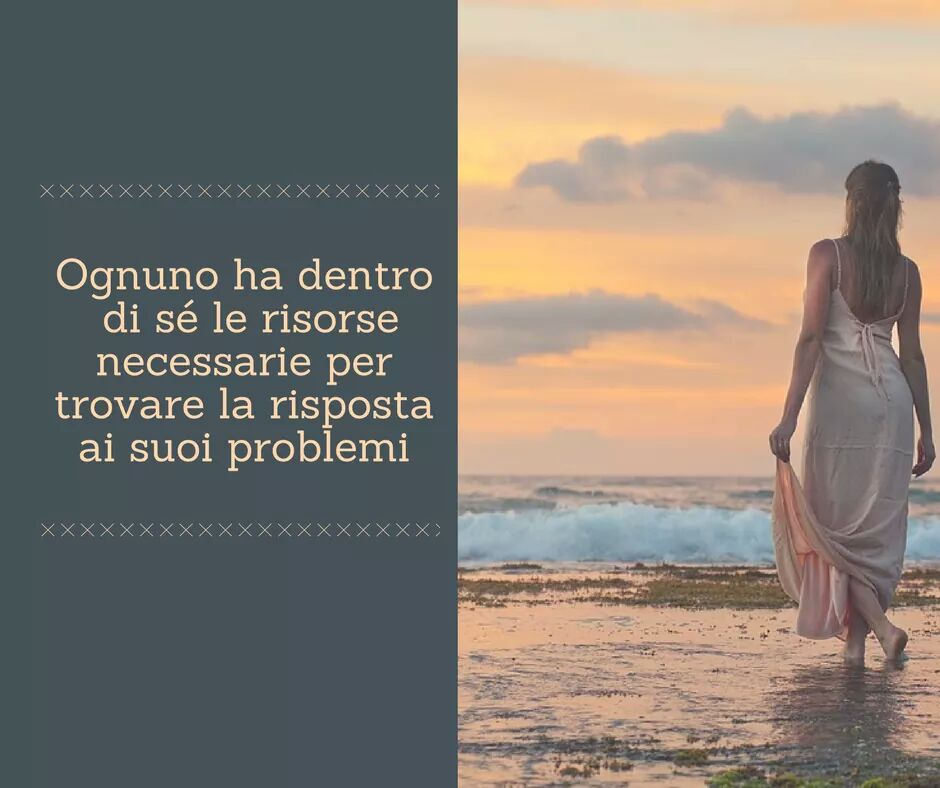 Ognuno ha dentro
di sé le risorse
necessarie per
trovare la risposta
ai suoi problemi